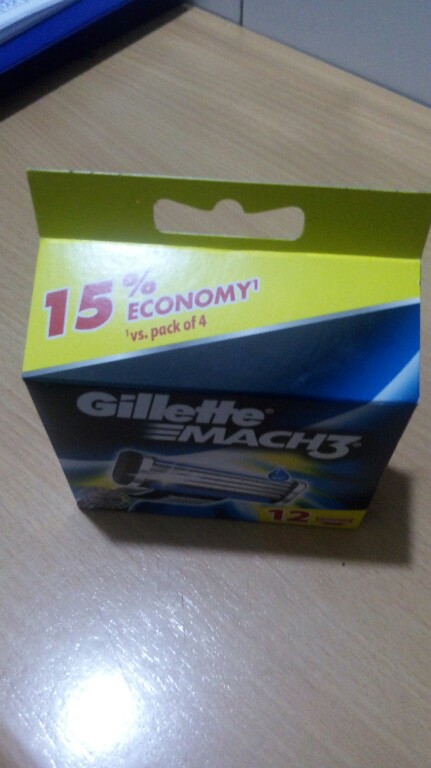 15% ECONOMY¹
¹vs. pack of 4
Gillette®
MACH3®
12